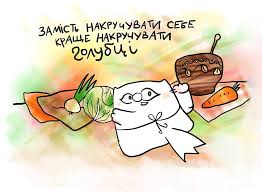 ЗАМІСТЬ НАКРУЧУВАТИ СЕБЕ
КРАЩЕ НАКРУЧУВАТИ
ГОЛУБЦІ